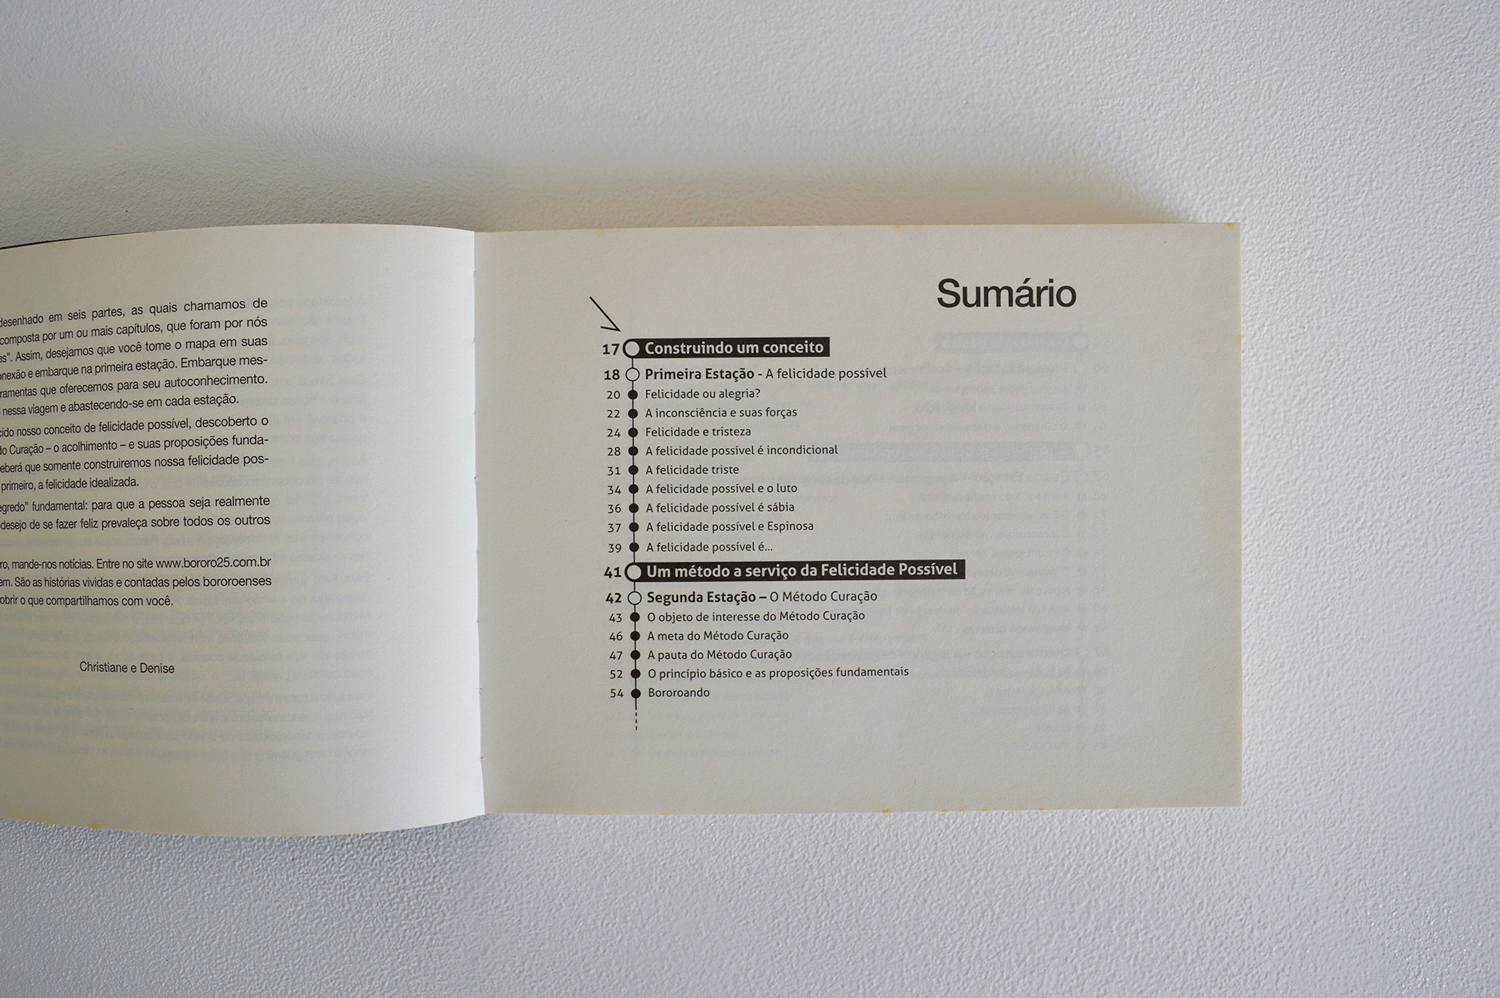 desenhado em seis partes, as quais chamamos de
composta por um ou mais capítulos, que foram por nós
es". Assim, desejamos que você tome o mapa em suas
nexão e embarque na primeira estação. Embarque mes-
ramentas que oferecemos para seu autoconhecimento.
nessa viagem e abastecendo-se em cada estação.
cido nosso conceito de felicidade possível, descoberto o
do Curação – o acolhimento – e suas proposições funda-
eberá que somente construiremos nossa felicidade pos-
primeiro, a felicidade idealizada.
egredo" fundamental: para que a pessoa seja realmente
desejo de se fazer feliz prevaleça sobre todos os outros
ro, mande-nos notícias. Entre no site www.bororo25.com.br
em. São as histórias vividas e contadas pelos bororoenses
obrir o que compartilhamos com você.
Christiane e Denise
Sumário
17 Construindo um conceito
18 Primeira Estação - A felicidade possível
20 Felicidade ou alegria?
22 A inconsciência e suas forças
24 Felicidade e tristeza
28 A felicidade possível é incondicional
31 A felicidade triste
34 A felicidade possível e o luto
36 A felicidade possível é sábia
37 A felicidade possível e Espinosa
39 A felicidade possível é...
41 Um método a serviço da Felicidade Possível
42 Segunda Estação – O Método Curação
43 O objeto de interesse do Método Curação
46 A meta do Método Curação
47 A pauta do Método Curação
52 O princípio básico e as proposições fundamentais
54 Bororoando